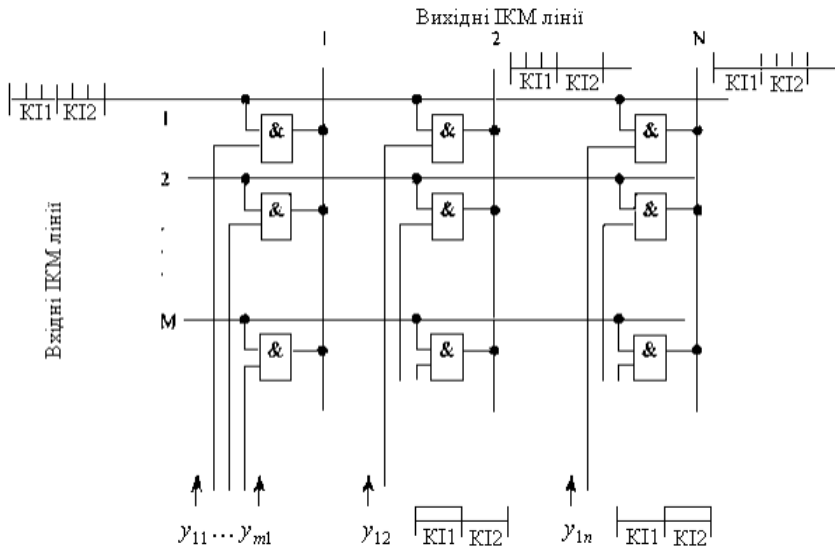 Вихідні ІКМ лінії
1 2 N
КІ1 КІ2
КІ1 КІ2
КІ1 КІ2
1
&
&
&
2
&
&
&
Вхідні ІКМ лінії
M
&
&
&
y11 ... ym1
y12
КІ1 КІ2
y1n
КІ1 КІ2